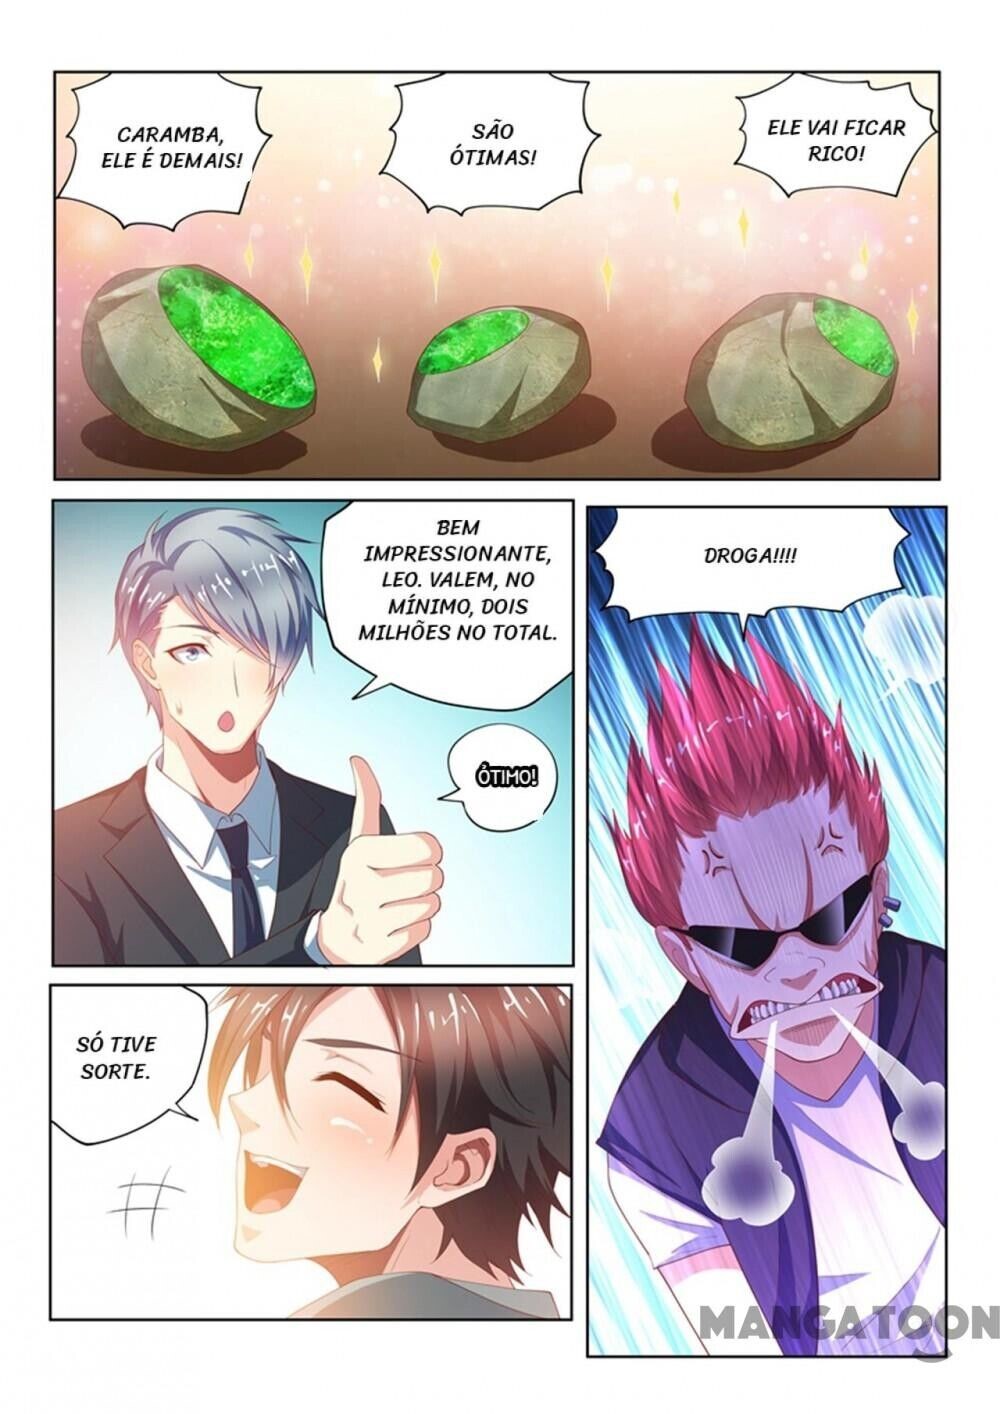 CARAMBA,
ELE É DEMAIS!
SÃO
ÓTIMAS!
ELE VAI FICAR
RICO!
BEM
IMPRESSIONANTE,
LEO. VALEM, NO
MÍNIMO, DOIS
MILHÕES NO TOTAL.
ỎTIMO!
DROGA!!!!
SÓ TIVE
SORTE.
MANGATOON